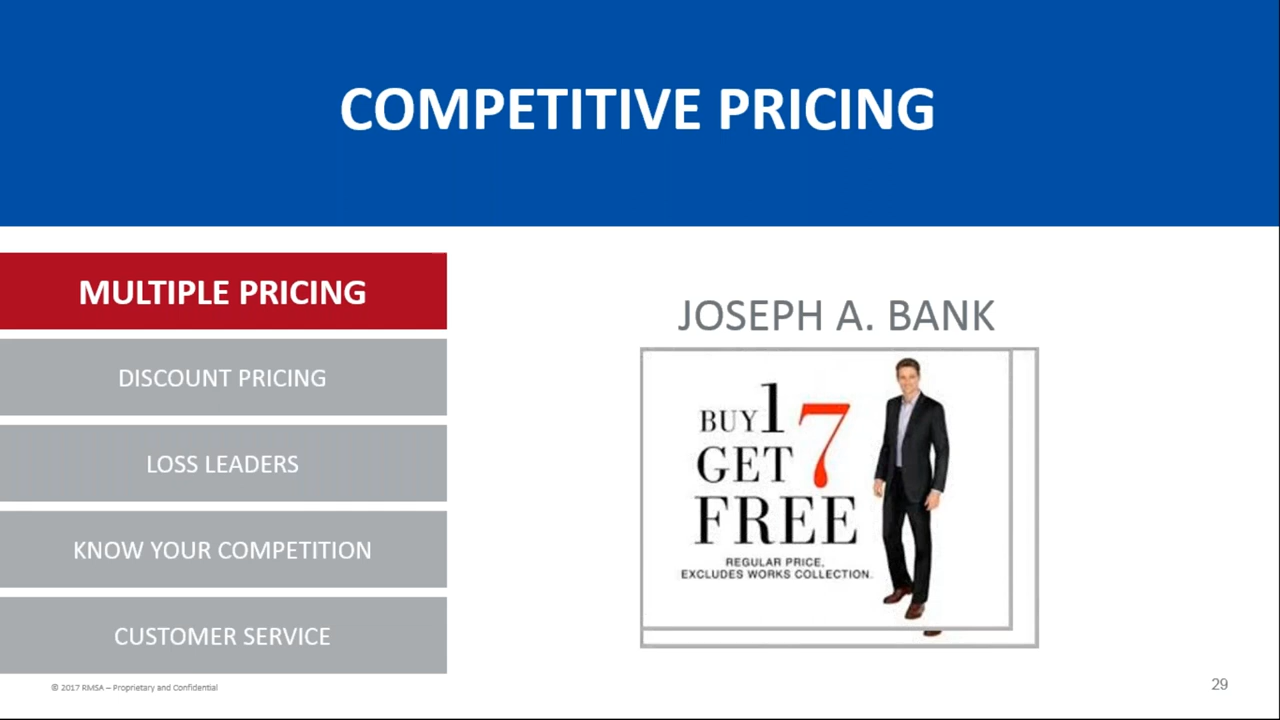 COMPETITIVE PRICING
MULTIPLE PRICING
DISCOUNT PRICING
LOSS LEADERS
KNOW YOUR COMPETITION
CUSTOMER SERVICE
JOSEPH A. BANK
BUY 1
GET 7
FREE
REGULAR PRICE,
EXCLUDES WORKS COLLECTION.
© 2017 RMSA – Proprietary and Confidential
29